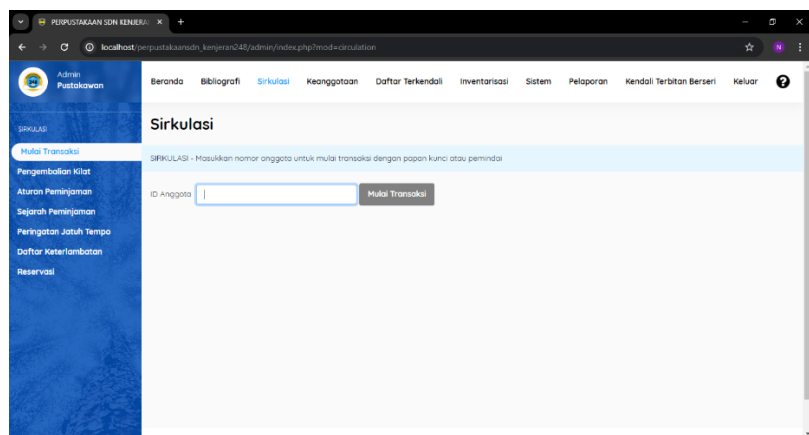 PERPUSTAKAAN SDN KENJERA
localhost/perpustakaansdn_kenjeran248/admin/index.php?mod=circulation
N
248
Admin
Pustakawan
Beranda Bibliografi Sirkulasi Keanggotaan Daftar Terkendali Inventarisasi Sistem Pelaporan Kendali Terbitan Berseri Keluar ?
SIRKULASI
Mulai Transaksi
Pengembalian Kilat
Aturan Peminjaman
Sejarah Peminjaman
Peringatan Jatuh Tempo
Daftar Keterlambatan
Reservasi
Sirkulasi
SIRKULASI - Masukkan nomor anggota untuk mulai transaksi dengan papan kunci atau pemindai
ID Anggota
Mulai Transaksi